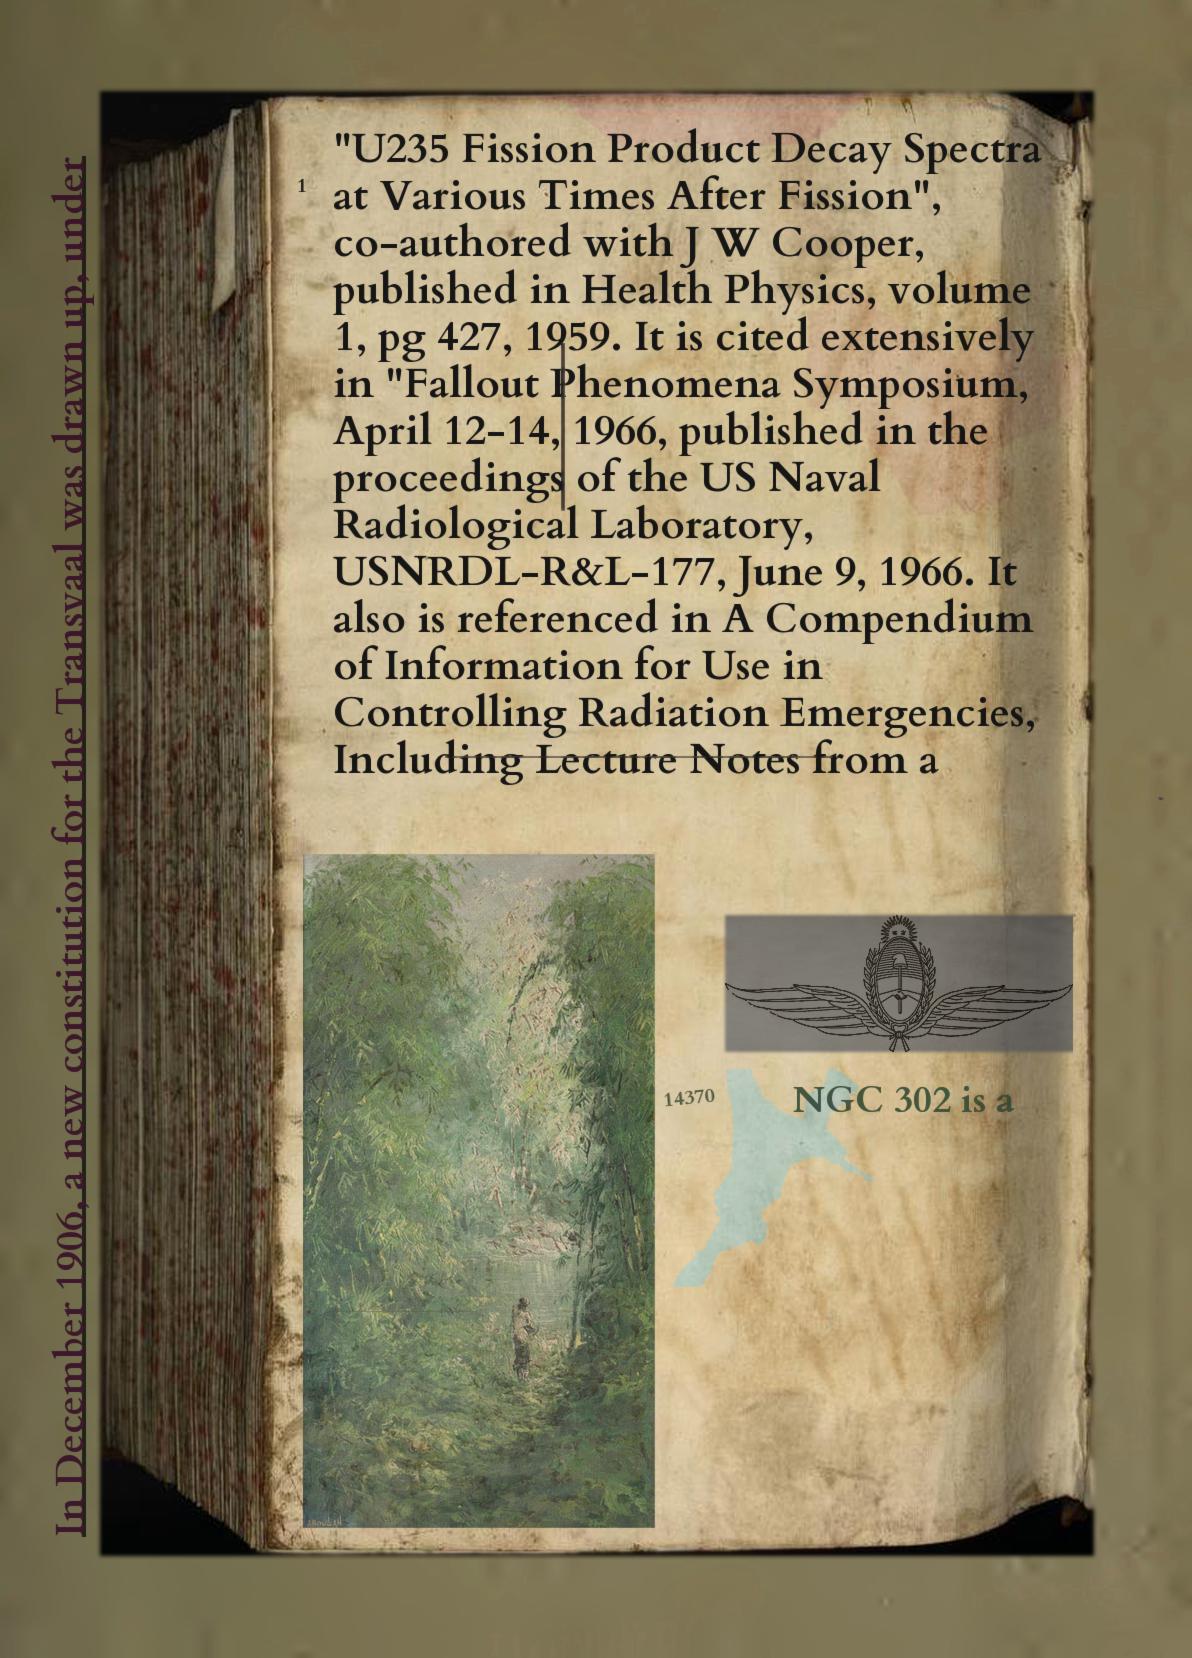 "U235 Fission Product Decay Spectra
at Various Times After Fission",
co-authored with J W Cooper,
published in Health Physics, volume
1, pg 427, 1959. It is cited extensively
in "Fallout Phenomena Symposium,
April 12-14, 1966, published in the
proceedings of the US Naval
Radiological Laboratory,
USNRDL-R&L-177, June 9, 1966. It
also is referenced in A Compendium
of Information for Use in
Controlling Radiation Emergencies,
Including Lecture Notes from a
1
In December 1906, a new constitution for the Transvaal was drawn up, under
14370
NGC 302 is a